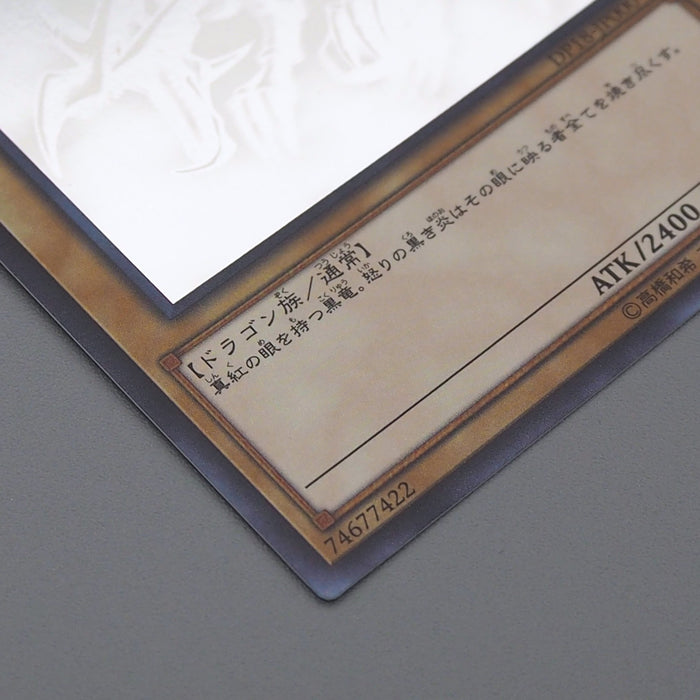 DP18-JP000
【ドラゴン族／通常】
真紅の眼を持つ黒竜。怒りの黒き炎はその眼に映る者全てを焼き尽くす。
ATK/2400
74677422
©高橋和希